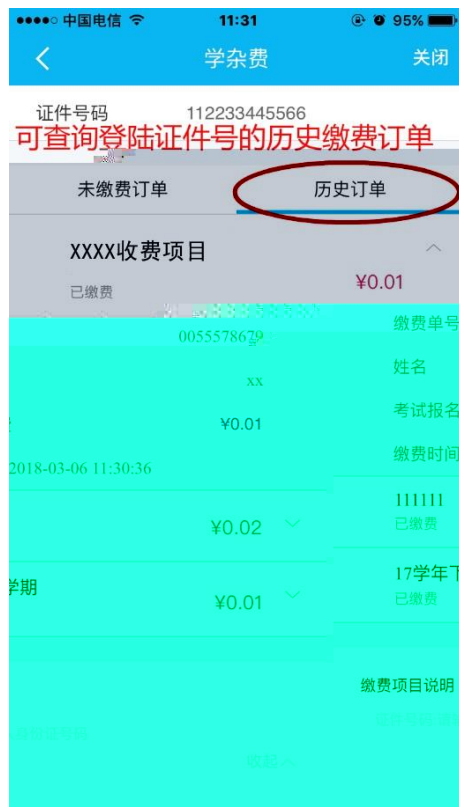 中国电信 11:31 95%
学杂费 关闭
证件号码 112233445566
可查询登陆证件号的历史缴费订单
未缴费订单 历史订单
XXXX收费项目
已缴费 ¥0.01
缴费单号
0055578679
姓名
xx
考试报名
¥0.01
缴费时间
2018-03-06 11:30:36
111111
已缴费
¥0.02
17学年下
学期
已缴费
¥0.01
缴费项目说明
收起